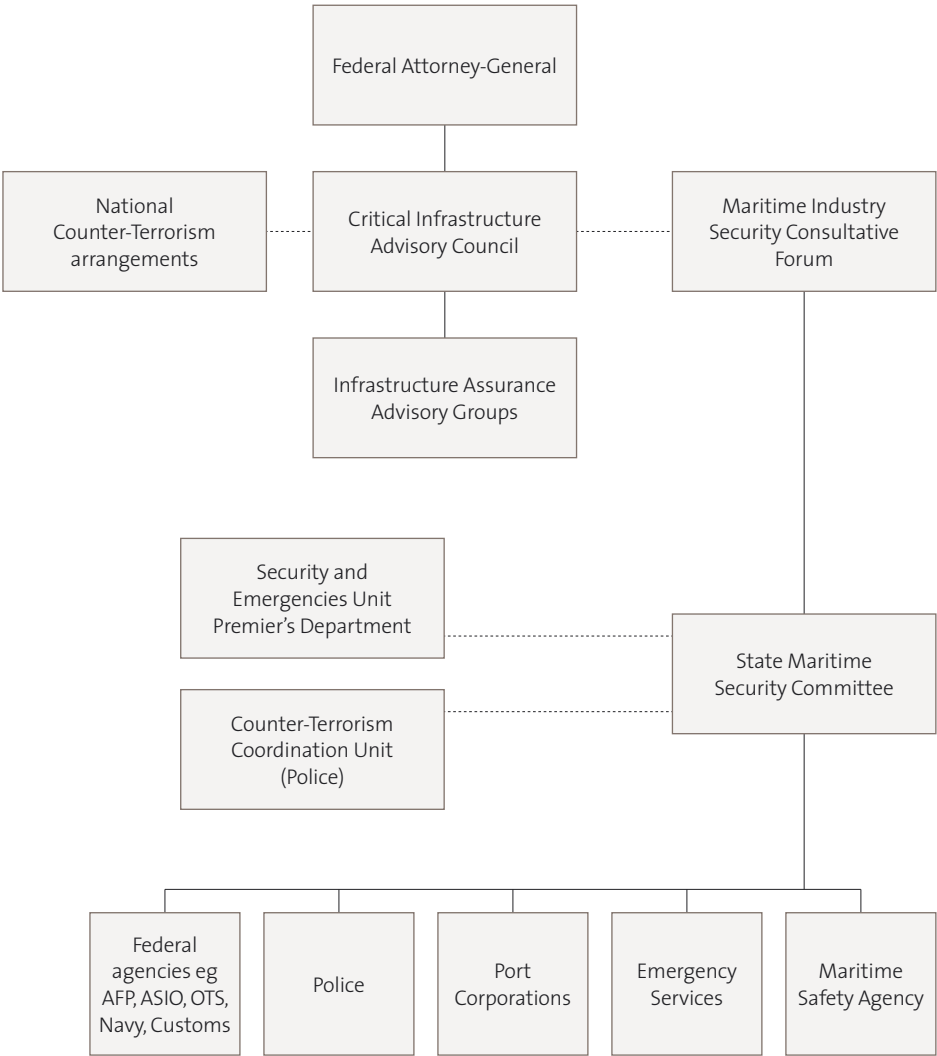 Federal Attorney-General
National
Counter-Terrorism
arrangements
Critical Infrastructure
Advisory Council
Maritime Industry
Security Consultative
Forum
Infrastructure Assurance
Advisory Groups
Security and
Emergencies Unit
Premier's Department
State Maritime
Security Committee
Counter-Terrorism
Coordination Unit
(Police)
Federal
agencies eg
AFP, ASIO, OTS,
Navy, Customs
Police
Port
Corporations
Emergency
Services
Maritime
Safety Agency